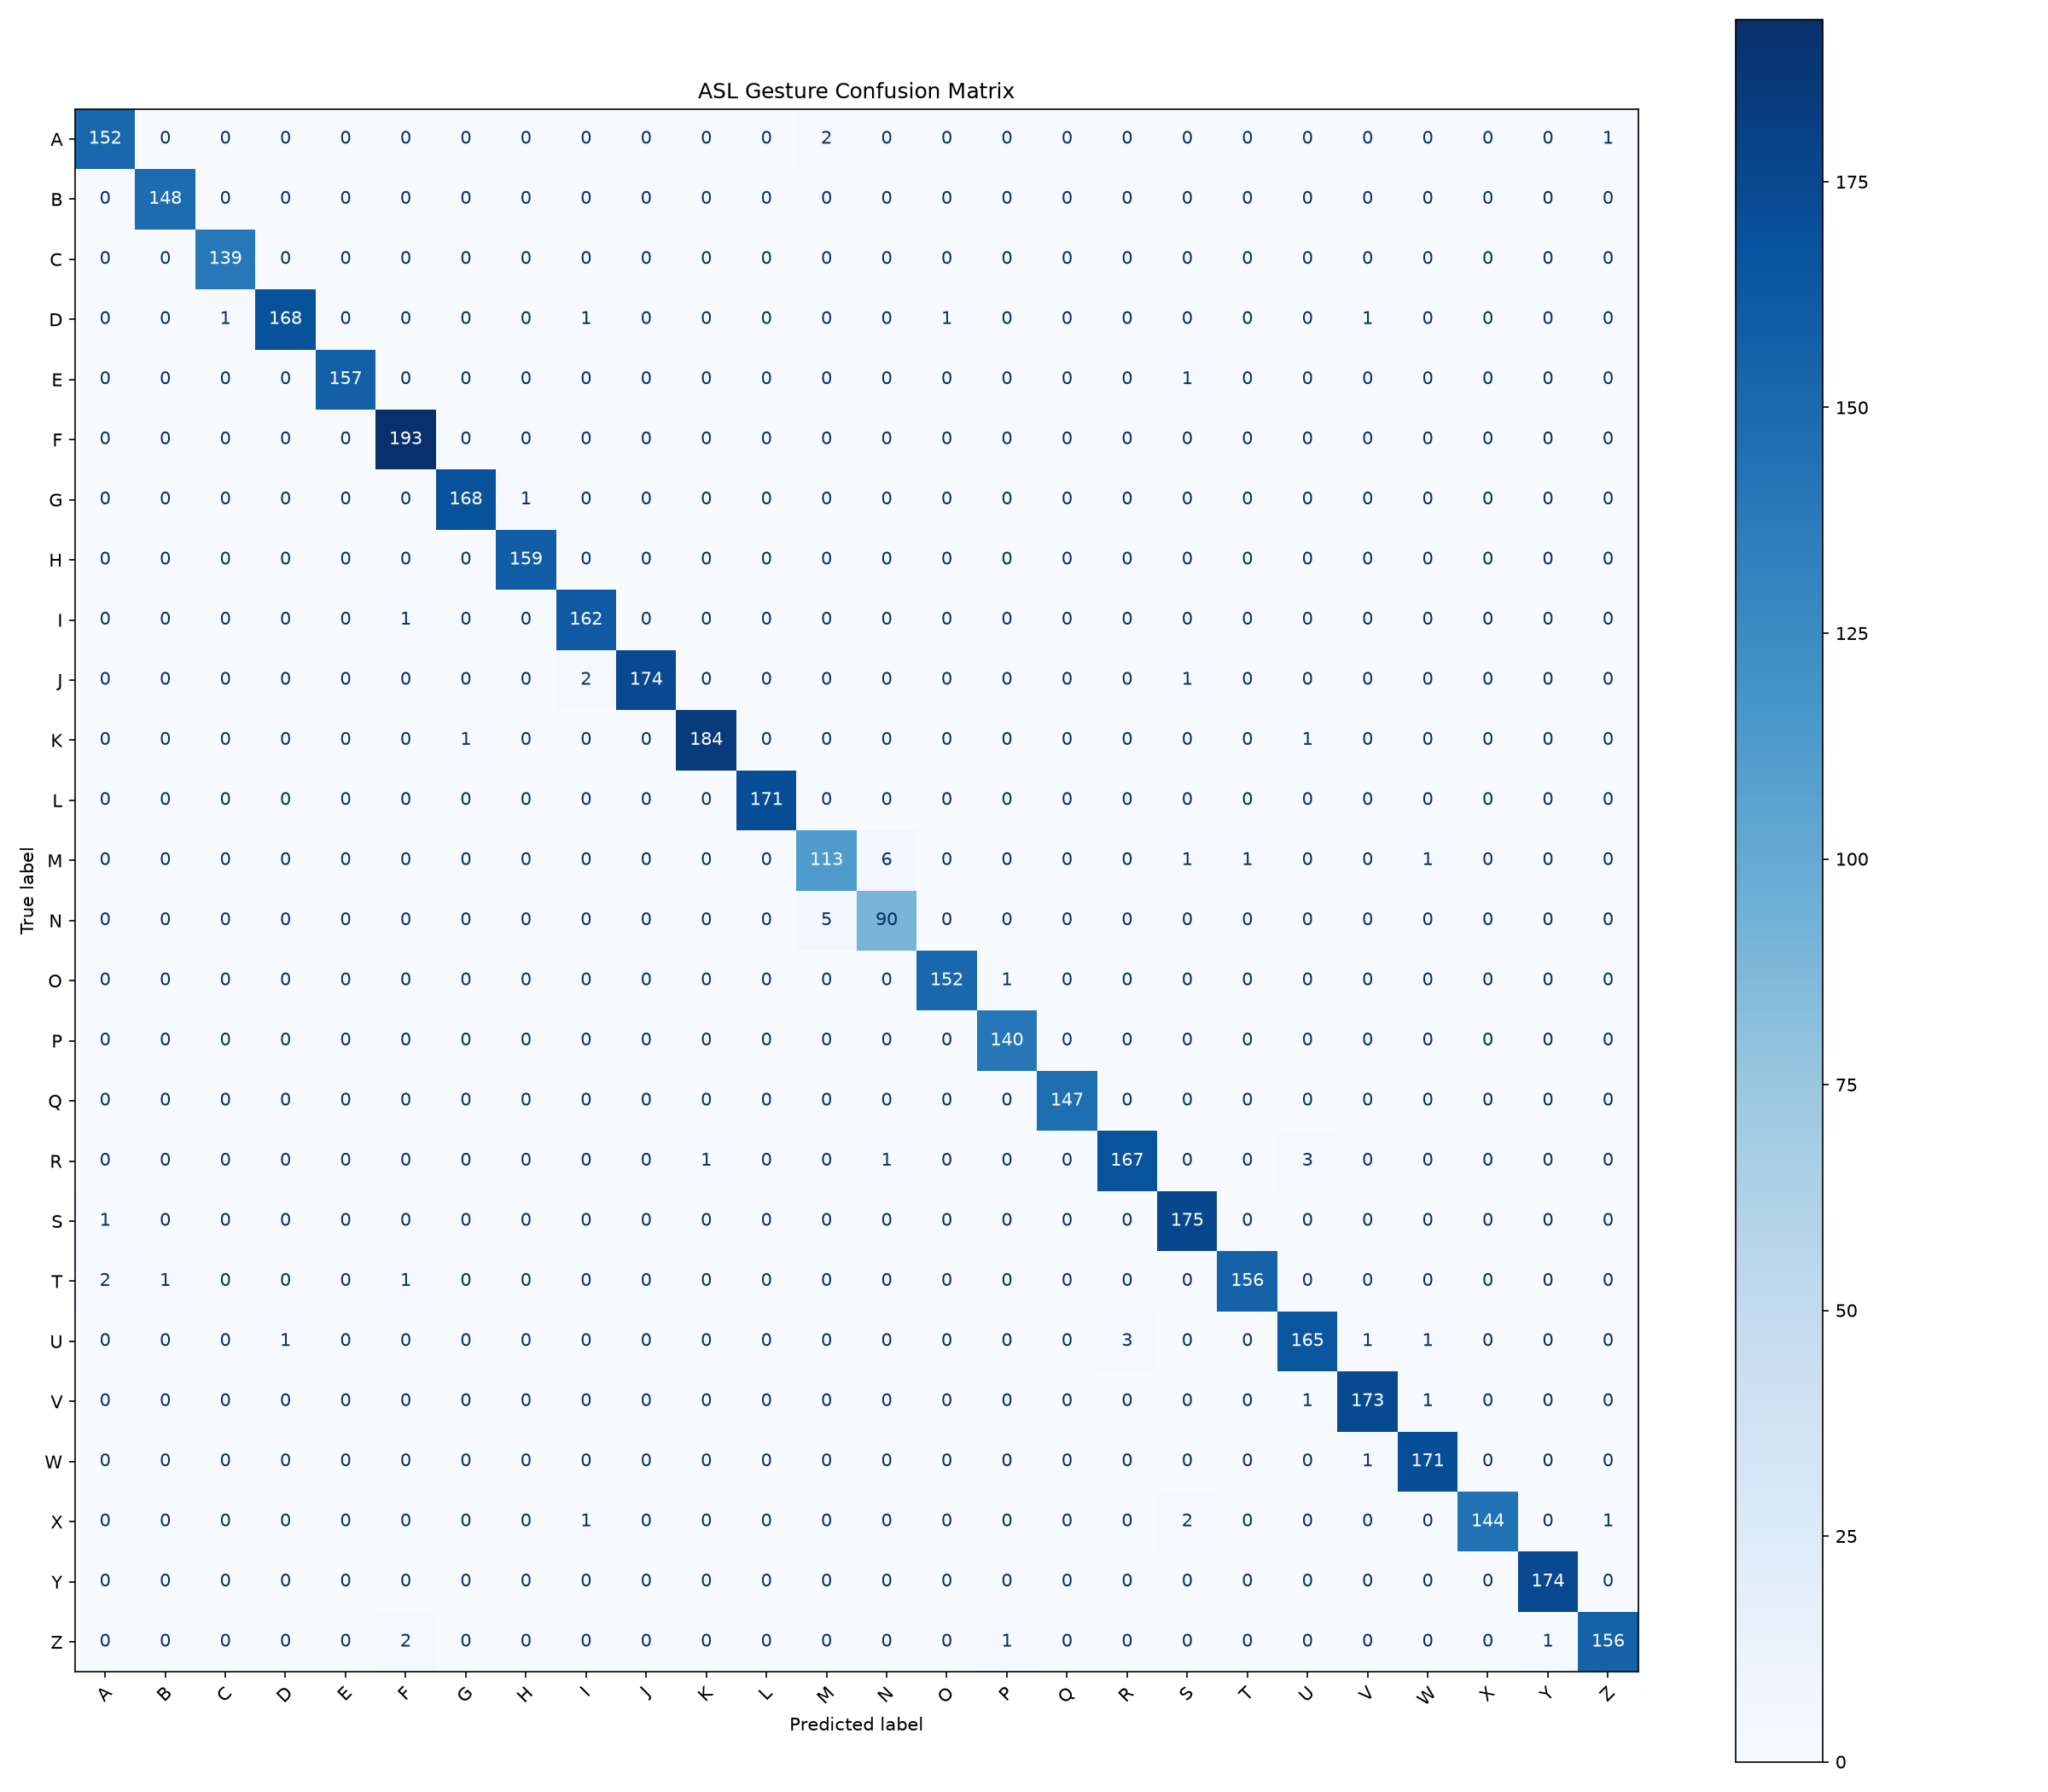 ASL Gesture Confusion Matrix
A 152 0 0 0 0 0 0 0 0 0 0 0 2 0 0 0 0 0 0 0 0 0 0 0 0 1
B 0 148 0 0 0 0 0 0 0 0 0 0 0 0 0 0 0 0 0 0 0 0 0 0 0 0
C 0 0 139 0 0 0 0 0 0 0 0 0 0 0 0 0 0 0 0 0 0 0 0 0 0 0
D 0 0 1 168 0 0 0 0 1 0 0 0 0 0 1 0 0 0 0 0 0 1 0 0 0 0
E 0 0 0 0 157 0 0 0 0 0 0 0 0 0 0 0 0 0 1 0 0 0 0 0 0 0
F 0 0 0 0 0 193 0 0 0 0 0 0 0 0 0 0 0 0 0 0 0 0 0 0 0 0
G 0 0 0 0 0 0 168 1 0 0 0 0 0 0 0 0 0 0 0 0 0 0 0 0 0 0
H 0 0 0 0 0 0 0 159 0 0 0 0 0 0 0 0 0 0 0 0 0 0 0 0 0 0
I 0 0 0 0 0 1 0 0 162 0 0 0 0 0 0 0 0 0 0 0 0 0 0 0 0 0
J 0 0 0 0 0 0 0 0 2 174 0 0 0 0 0 0 0 0 1 0 0 0 0 0 0 0
K 0 0 0 0 0 0 1 0 0 0 184 0 0 0 0 0 0 0 0 0 1 0 0 0 0 0
L 0 0 0 0 0 0 0 0 0 0 0 171 0 0 0 0 0 0 0 0 0 0 0 0 0 0
M 0 0 0 0 0 0 0 0 0 0 0 0 113 6 0 0 0 0 1 1 0 0 1 0 0 0
N 0 0 0 0 0 0 0 0 0 0 0 0 5 90 0 0 0 0 0 0 0 0 0 0 0 0
O 0 0 0 0 0 0 0 0 0 0 0 0 0 0 152 1 0 0 0 0 0 0 0 0 0 0
P 0 0 0 0 0 0 0 0 0 0 0 0 0 0 0 140 0 0 0 0 0 0 0 0 0 0
Q 0 0 0 0 0 0 0 0 0 0 0 0 0 0 0 0 147 0 0 0 0 0 0 0 0 0
R 0 0 0 0 0 0 0 0 0 0 1 0 0 1 0 0 0 167 0 0 3 0 0 0 0 0
S 1 0 0 0 0 0 0 0 0 0 0 0 0 0 0 0 0 0 175 0 0 0 0 0 0 0
T 2 1 0 0 0 1 0 0 0 0 0 0 0 0 0 0 0 0 0 156 0 0 0 0 0 0
U 0 0 0 1 0 0 0 0 0 0 0 0 0 0 0 0 0 3 0 0 165 1 1 0 0 0
V 0 0 0 0 0 0 0 0 0 0 0 0 0 0 0 0 0 0 0 0 1 173 1 0 0 0
W 0 0 0 0 0 0 0 0 0 0 0 0 0 0 0 0 0 0 0 0 0 1 171 0 0 0
X 0 0 0 0 0 0 0 0 1 0 0 0 0 0 0 0 0 0 2 0 0 0 0 144 0 1
Y 0 0 0 0 0 0 0 0 0 0 0 0 0 0 0 0 0 0 0 0 0 0 0 0 174 0
Z 0 0 0 0 0 2 0 0 0 0 0 0 0 0 0 1 0 0 0 0 0 0 0 0 1 156
A B C D E F G H I J K L M N O P Q R S T U V W X Y Z
Predicted label
True label
175
150
125
100
75
50
25
0